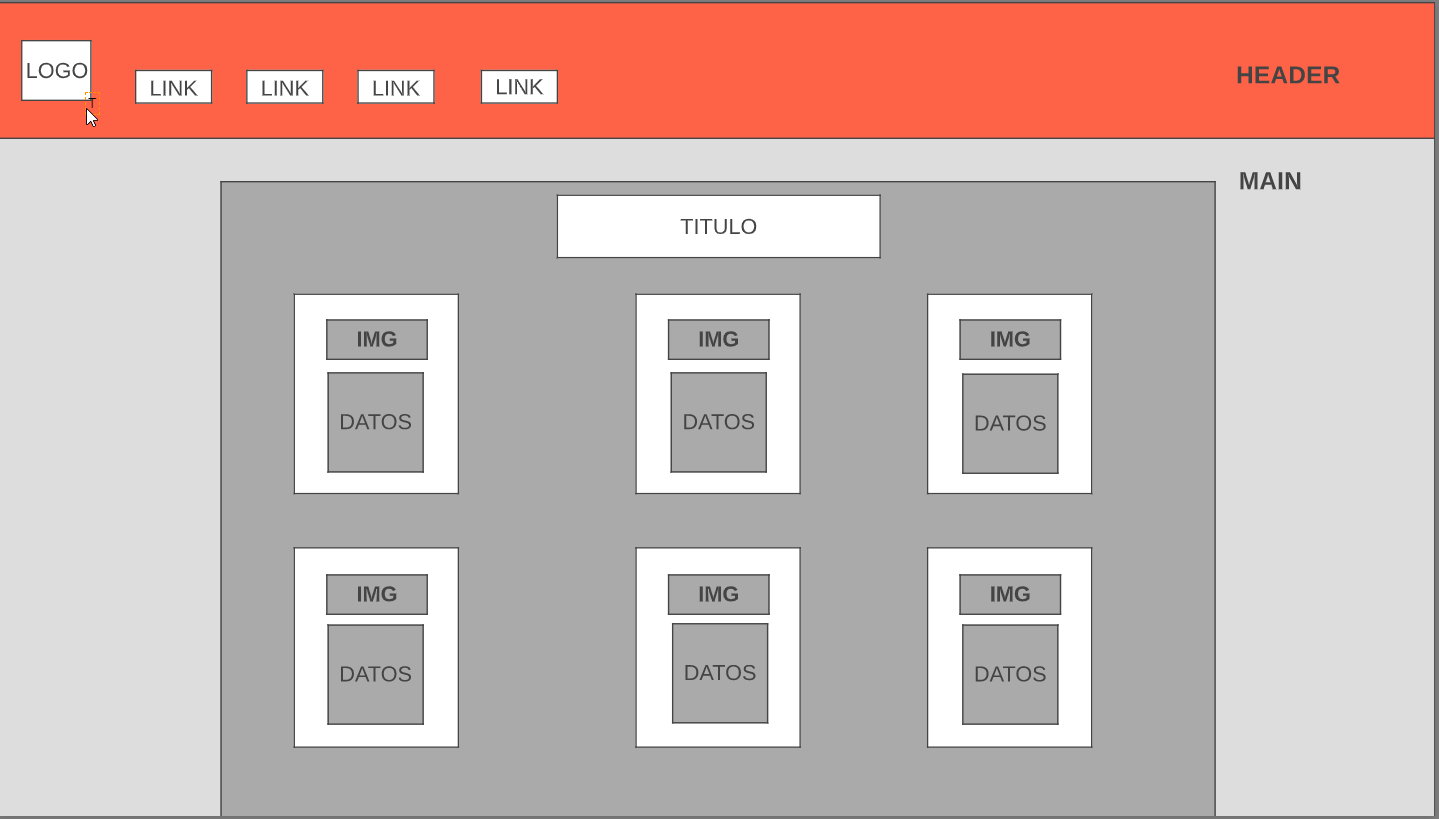 LOGO
LINK
LINK
LINK
LINK
HEADER
T
MAIN
TITULO
IMG
IMG
IMG
DATOS
DATOS
DATOS
IMG
IMG
IMG
DATOS
DATOS
DATOS